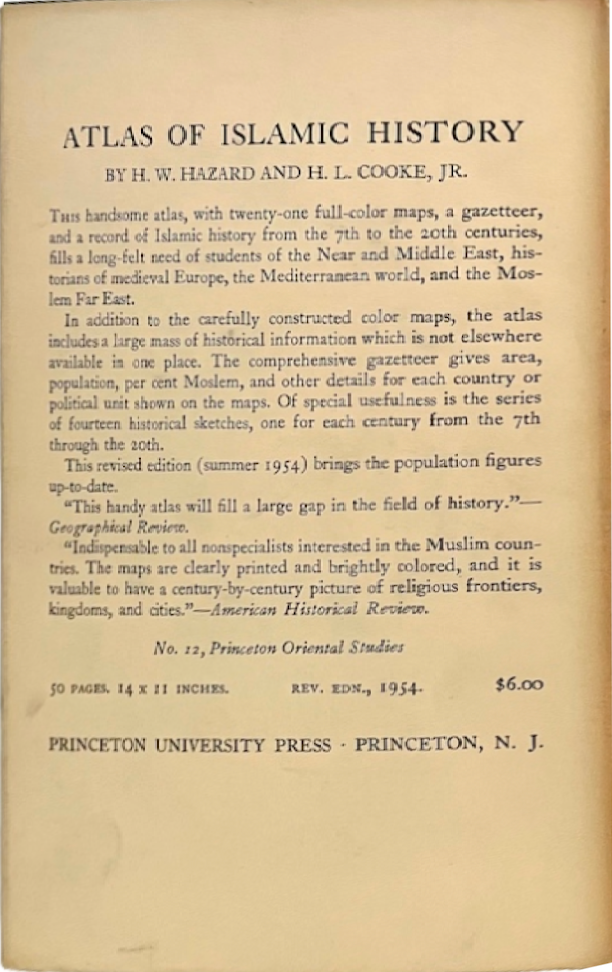 ATLAS OF ISLAMIC HISTORY
BY H. W. HAZARD AND H. L. COOKE, JR.
THIS handsome atlas, with twenty-one full-color maps, a gazetteer,
and a record of Islamic history from the 7th to the 20th centuries,
fills a long-felt need of students of the Near and Middle East, his-
torians of medieval Europe, the Mediterranean world, and the Mos-
lem Far East.
In addition to the carefully constructed color maps, the atlas
includes a large mass of historical information which is not elsewhere
available in one place. The comprehensive gazetteer gives area,
population, per cent Moslem, and other details for each country or
political unit shown on the maps. Of special usefulness is the series
of fourteen historical sketches, one for each century from the 7th
through the 20th.
This revised edition (summer 1954) brings the population figures
up-to-date.
“This handy atlas will fill a large gap in the field of history.”—
Geographical Review.
“Indispensable to all nonspecialists interested in the Muslim coun-
tries. The maps are clearly printed and brightly colored, and it is
valuable to have a century-by-century picture of religious frontiers,
kingdoms, and cities.”—American Historical Review.
No. 12, Princeton Oriental Studies
50 PAGES. 14 X 11 INCHES. REV. EDN., 1954. $6.00
PRINCETON UNIVERSITY PRESS · PRINCETON, N. J.